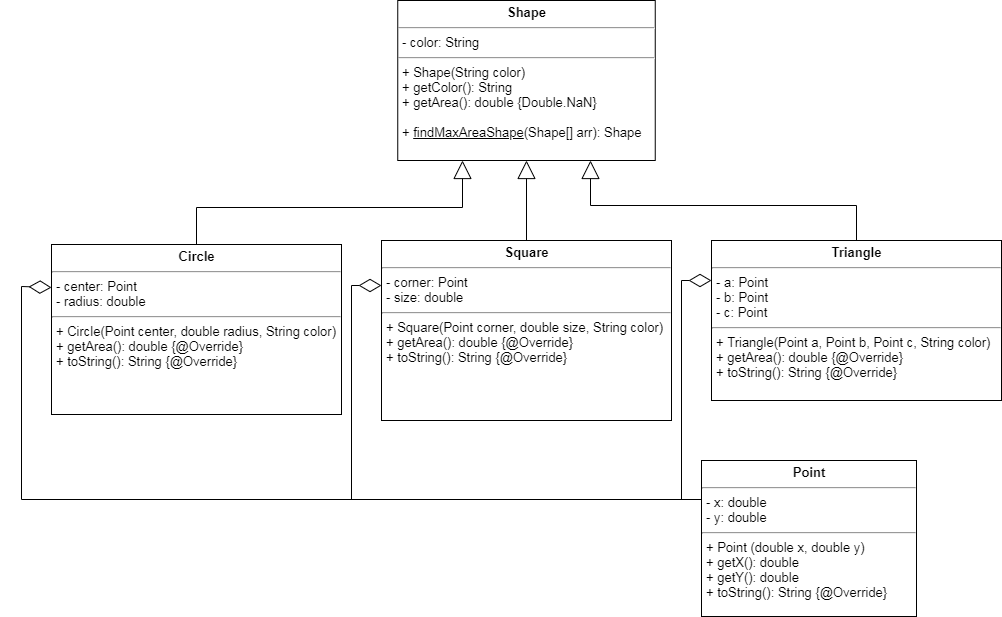 Shape
- color: String
+ Shape(String color)
+ getColor(): String
+ getArea(): double {Double.NaN}
+ findMaxAreaShape(Shape[] arr): Shape
Circle
- center: Point
- radius: double
+ Circle(Point center, double radius, String color)
+ getArea(): double {@Override}
+ toString(): String {@Override}
Square
- corner: Point
- size: double
+ Square(Point corner, double size, String color)
+ getArea(): double {@Override}
+ toString(): String {@Override}
Triangle
- a: Point
- b: Point
- c: Point
+ Triangle(Point a, Point b, Point c, String color)
+ getArea(): double {@Override}
+ toString(): String {@Override}
Point
- x: double
- y: double
+ Point (double x, double y)
+ getX(): double
+ getY(): double
+ toString(): String {@Override}